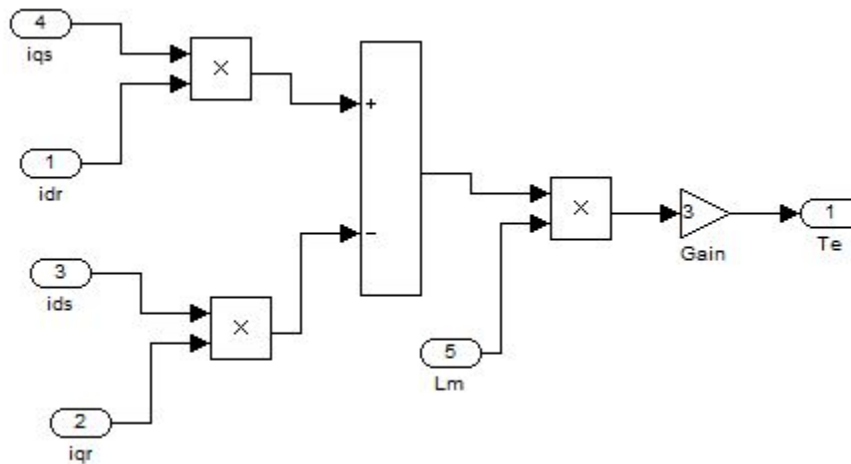 4
iqs
×
1
idr
+
−
3
ids
×
2
iqr
5
Lm
×
3
Gain
1
Te